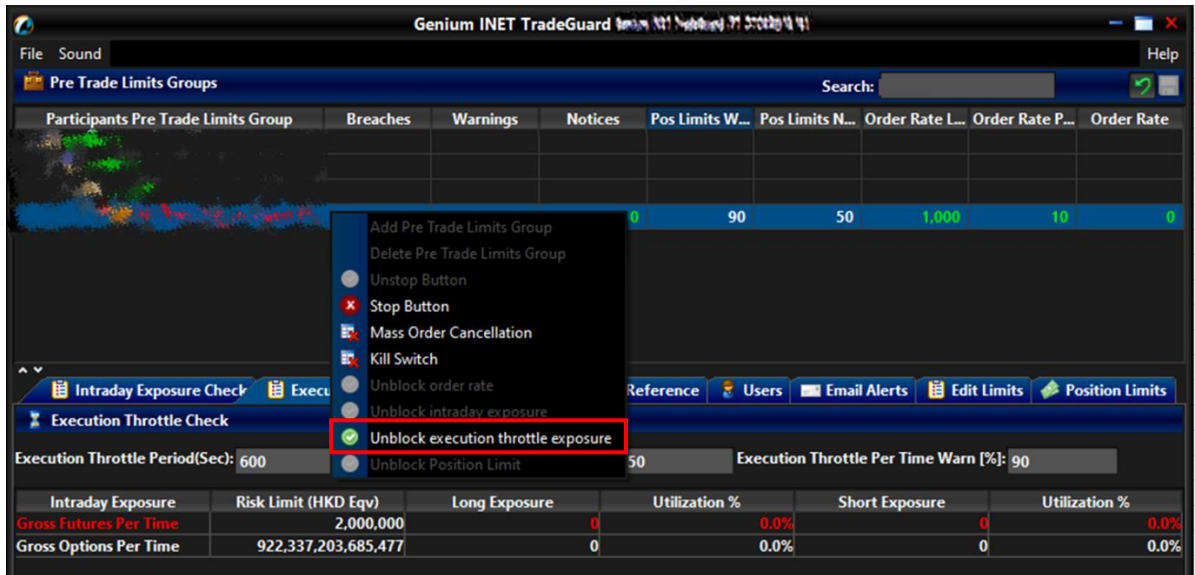 Genium INET TradeGuard
File Sound Help
Pre Trade Limits Groups Search:
Participants Pre Trade Limits Group Breaches Warnings Notices Pos Limits W... Pos Limits N... Order Rate L... Order Rate P... Order Rate
0 90 50 1,000 10 0
Add Pre Trade Limits Group
Delete Pre Trade Limits Group
Unstop Button
Stop Button
Mass Order Cancellation
Kill Switch
Intraday Exposure Check Execu Unblock order rate Reference Users Email Alerts Edit Limits Position Limits
Unblock intraday exposure
Execution Throttle Check
Unblock execution throttle exposure
Execution Throttle Period(Sec): 600 Unblock Position Limit 50 Execution Throttle Per Time Warn [%]: 90
Intraday Exposure Risk Limit (HKD Eqv) Long Exposure Utilization % Short Exposure Utilization %
Gross Futures Per Time 2,000,000 0 0.0% 0 0.0%
Gross Options Per Time 922,337,203,685,477 0 0.0% 0 0.0%